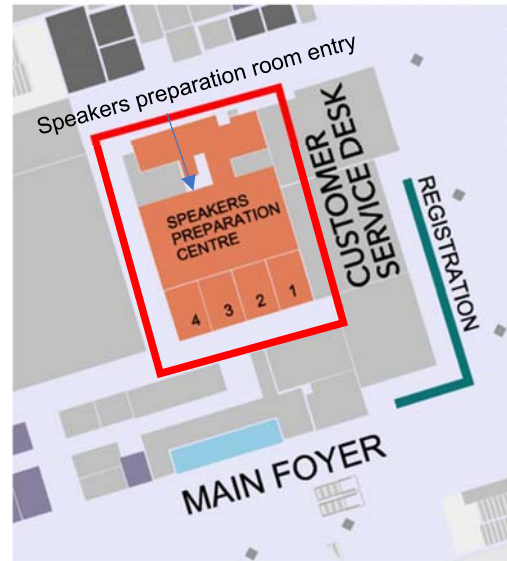 Speakers preparation room entry
SPEAKERS
PREPARATION
CENTRE
4 3 2 1
CUSTOMER
SERVICE DESK
REGISTRATION
MAIN FOYER